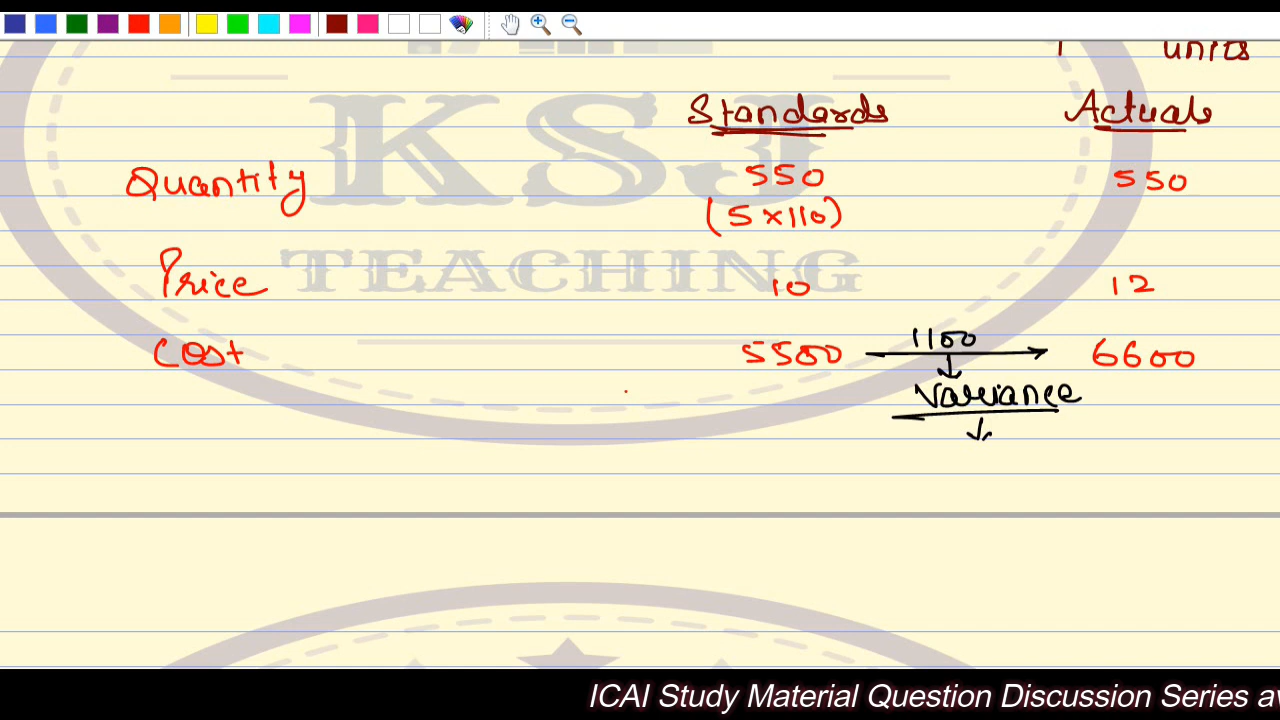 units
KSJ
TEACHING
Standards Actuals
Quantity 550 550
(5×110)
Price 10 12
Cost 5500 1100 6600
Variance
ICAI Study Material Question Discussion Series av